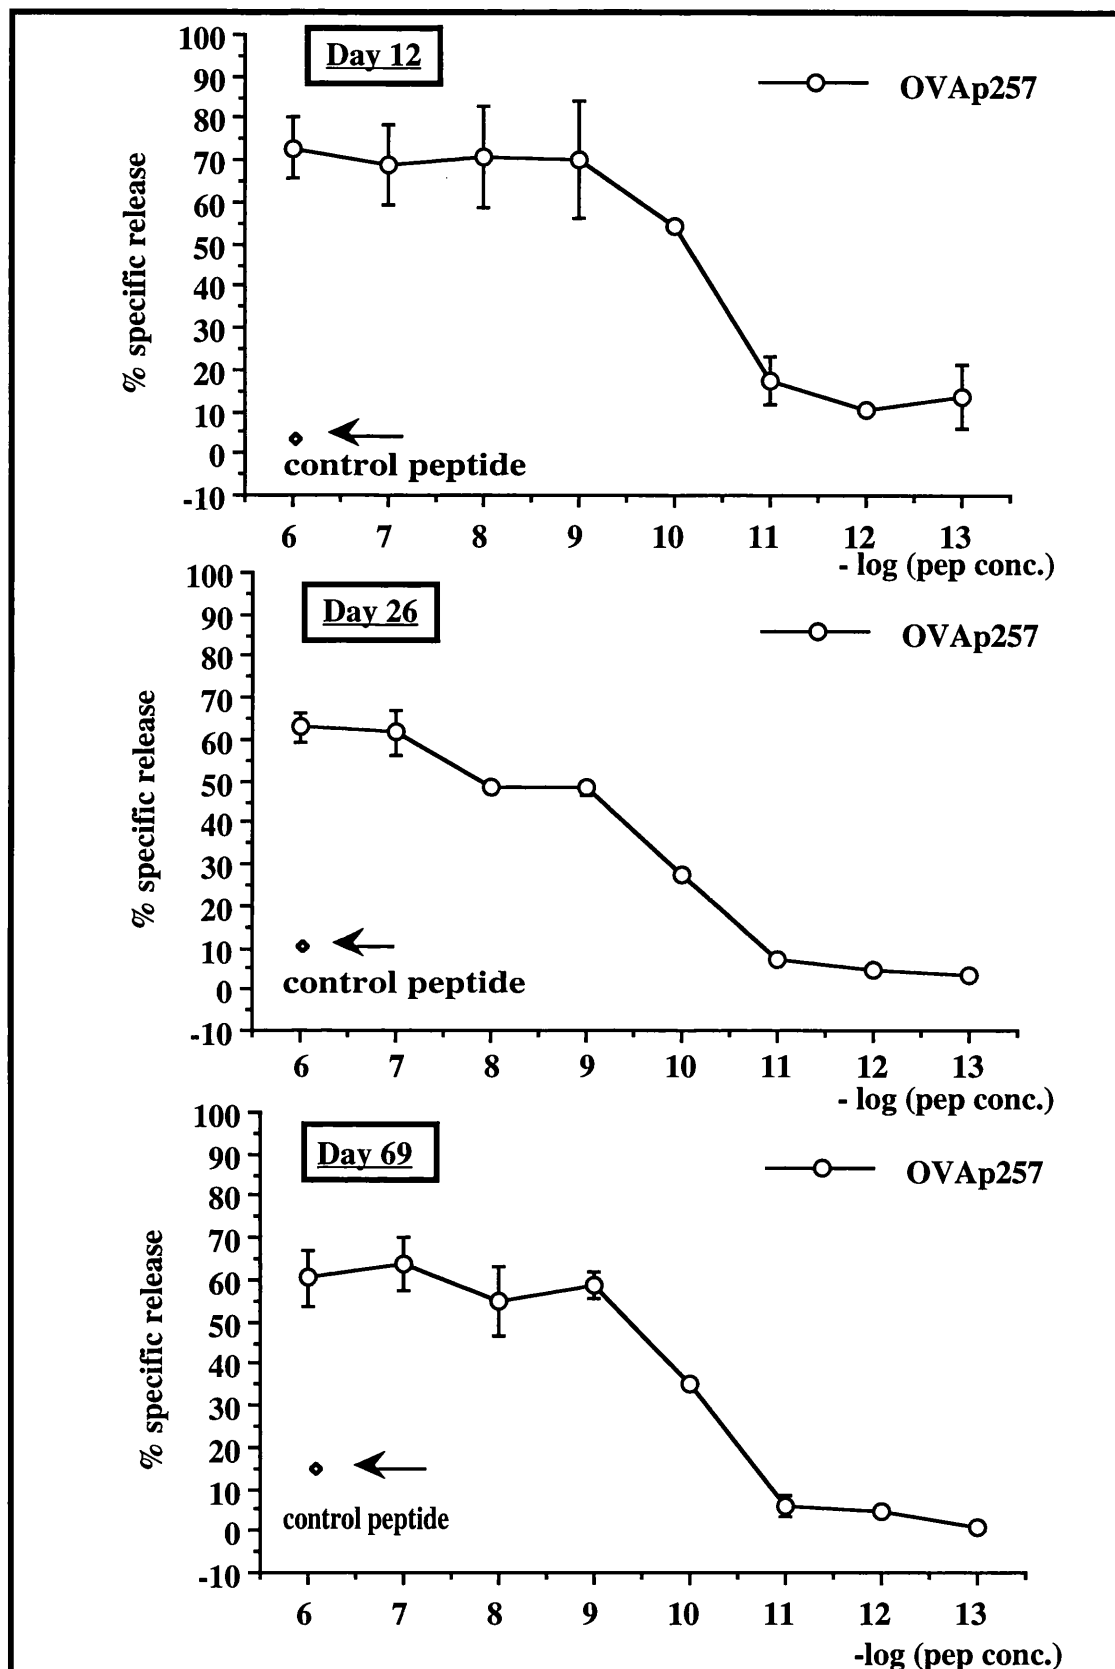 Day 12
OVAp257
% specific release
100
90
80
70
60
50
40
30
20
10
0
-10
control peptide
6 7 8 9 10 11 12 13
- log (pep conc.)
Day 26
OVAp257
% specific release
100
90
80
70
60
50
40
30
20
10
0
-10
control peptide
6 7 8 9 10 11 12 13
- log (pep conc.)
Day 69
OVAp257
% specific release
100
90
80
70
60
50
40
30
20
10
0
-10
control peptide
6 7 8 9 10 11 12 13
-log (pep conc.)